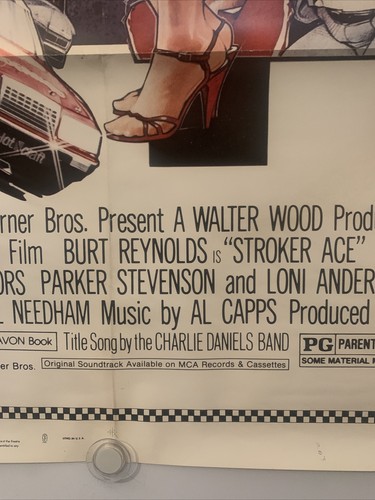 rner Bros. Present A WALTER WOOD Prod
Film BURT REYNOLDS IS "STROKER ACE"
ORS PARKER STEVENSON and LONI ANDER
NEEDHAM Music by AL CAPPS Produced
AVON Book Title Song by the CHARLIE DANIELS BAND PG PARENT
er Bros. Original Soundtrack Available on MCA Records & Cassettes SOME MATERIAL